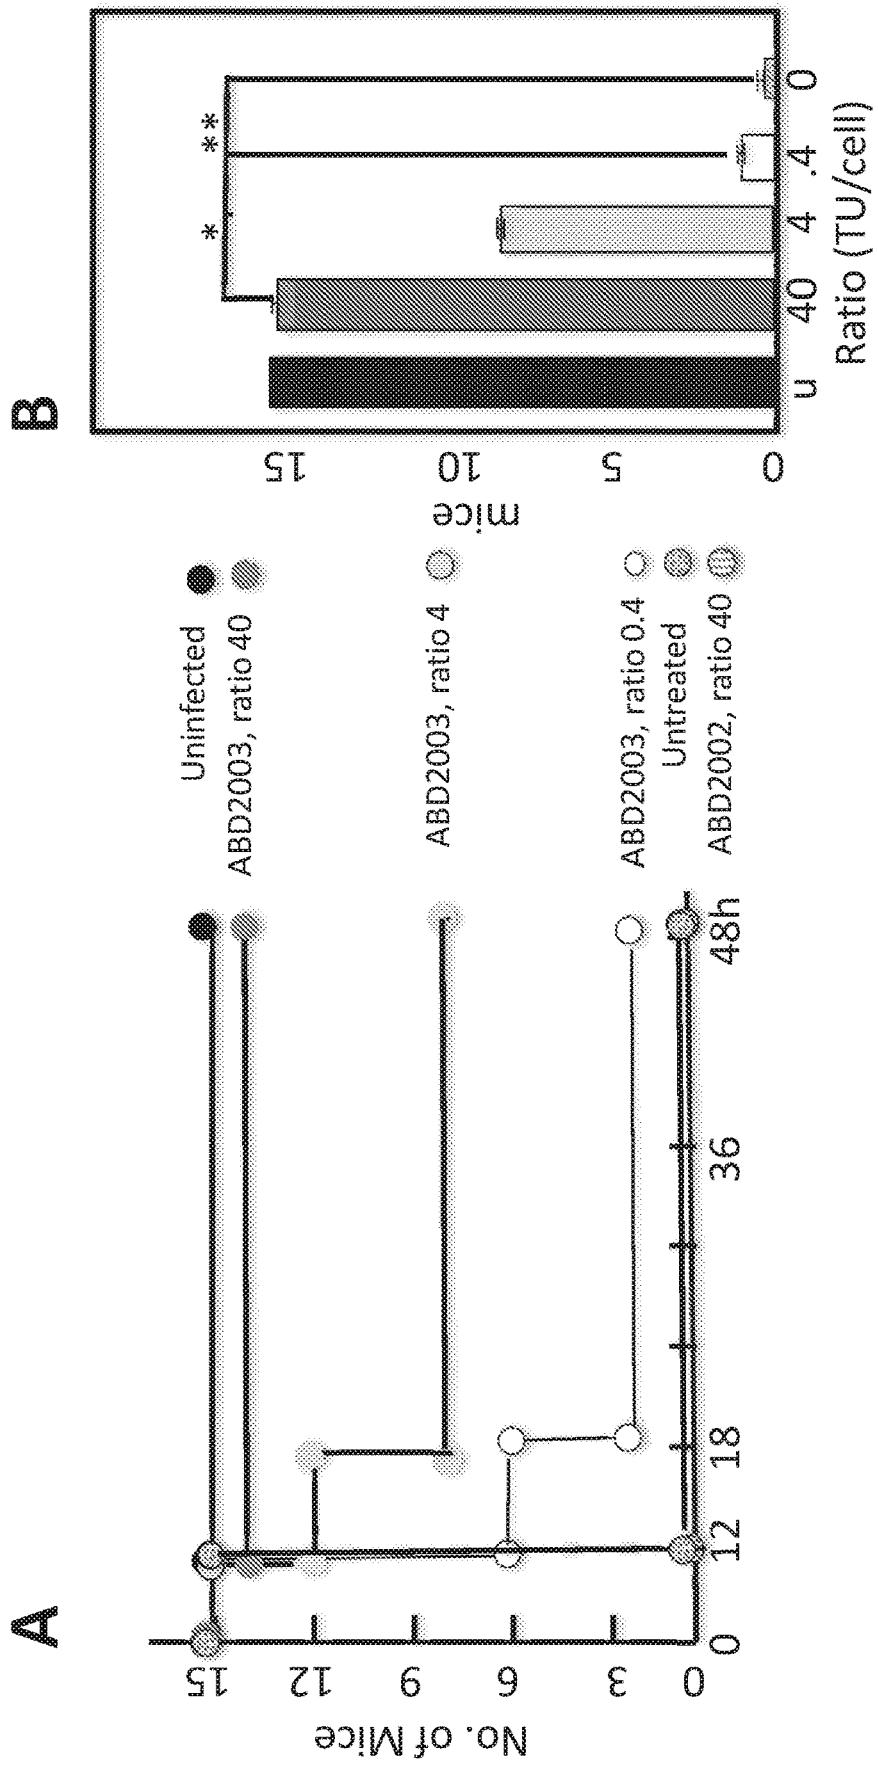 A
No. of Mice
15
12
9
6
3
0
0
12
18
36
48h
Uninfected
ABD2003, ratio 40
ABD2003, ratio 4
ABD2003, ratio 0.4
Untreated
ABD2002, ratio 40
B
mice
15
10
5
0
*
**
u
40
4
.4
0
Ratio (TU/cell)